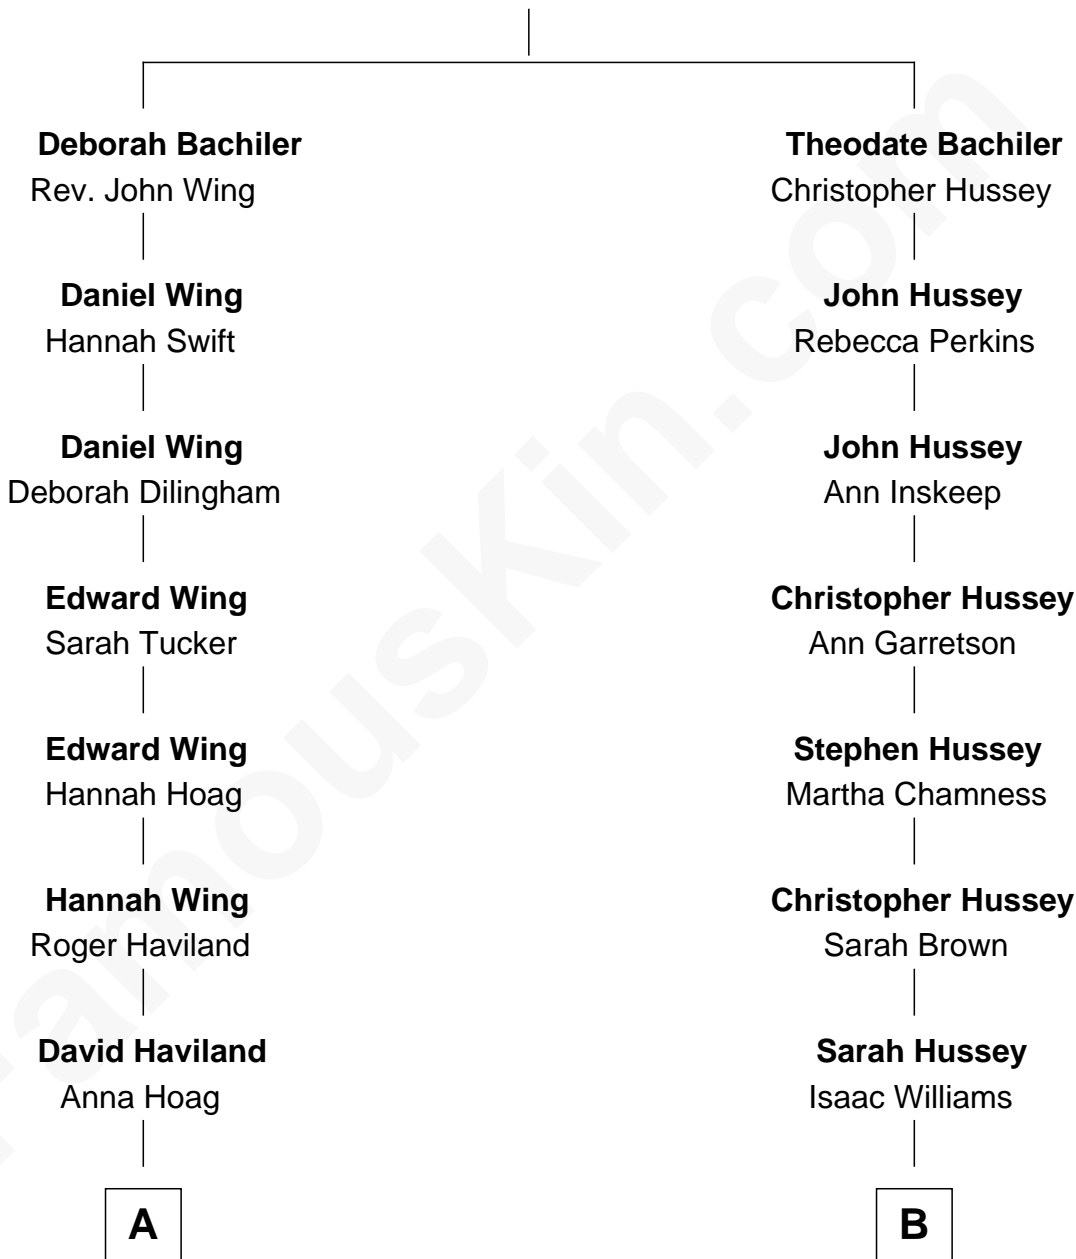 Deborah Bachiler
Rev. John Wing
Daniel Wing
Hannah Swift
Daniel Wing
Deborah Dilingham
Edward Wing
Sarah Tucker
Edward Wing
Hannah Hoag
Hannah Wing
Roger Haviland
David Haviland
Anna Hoag
A
Theodate Bachiler
Christopher Hussey
John Hussey
Rebecca Perkins
John Hussey
Ann Inskeep
Christopher Hussey
Ann Garretson
Stephen Hussey
Martha Chamness
Christopher Hussey
Sarah Brown
Sarah Hussey
Isaac Williams
B
FamousKin.com